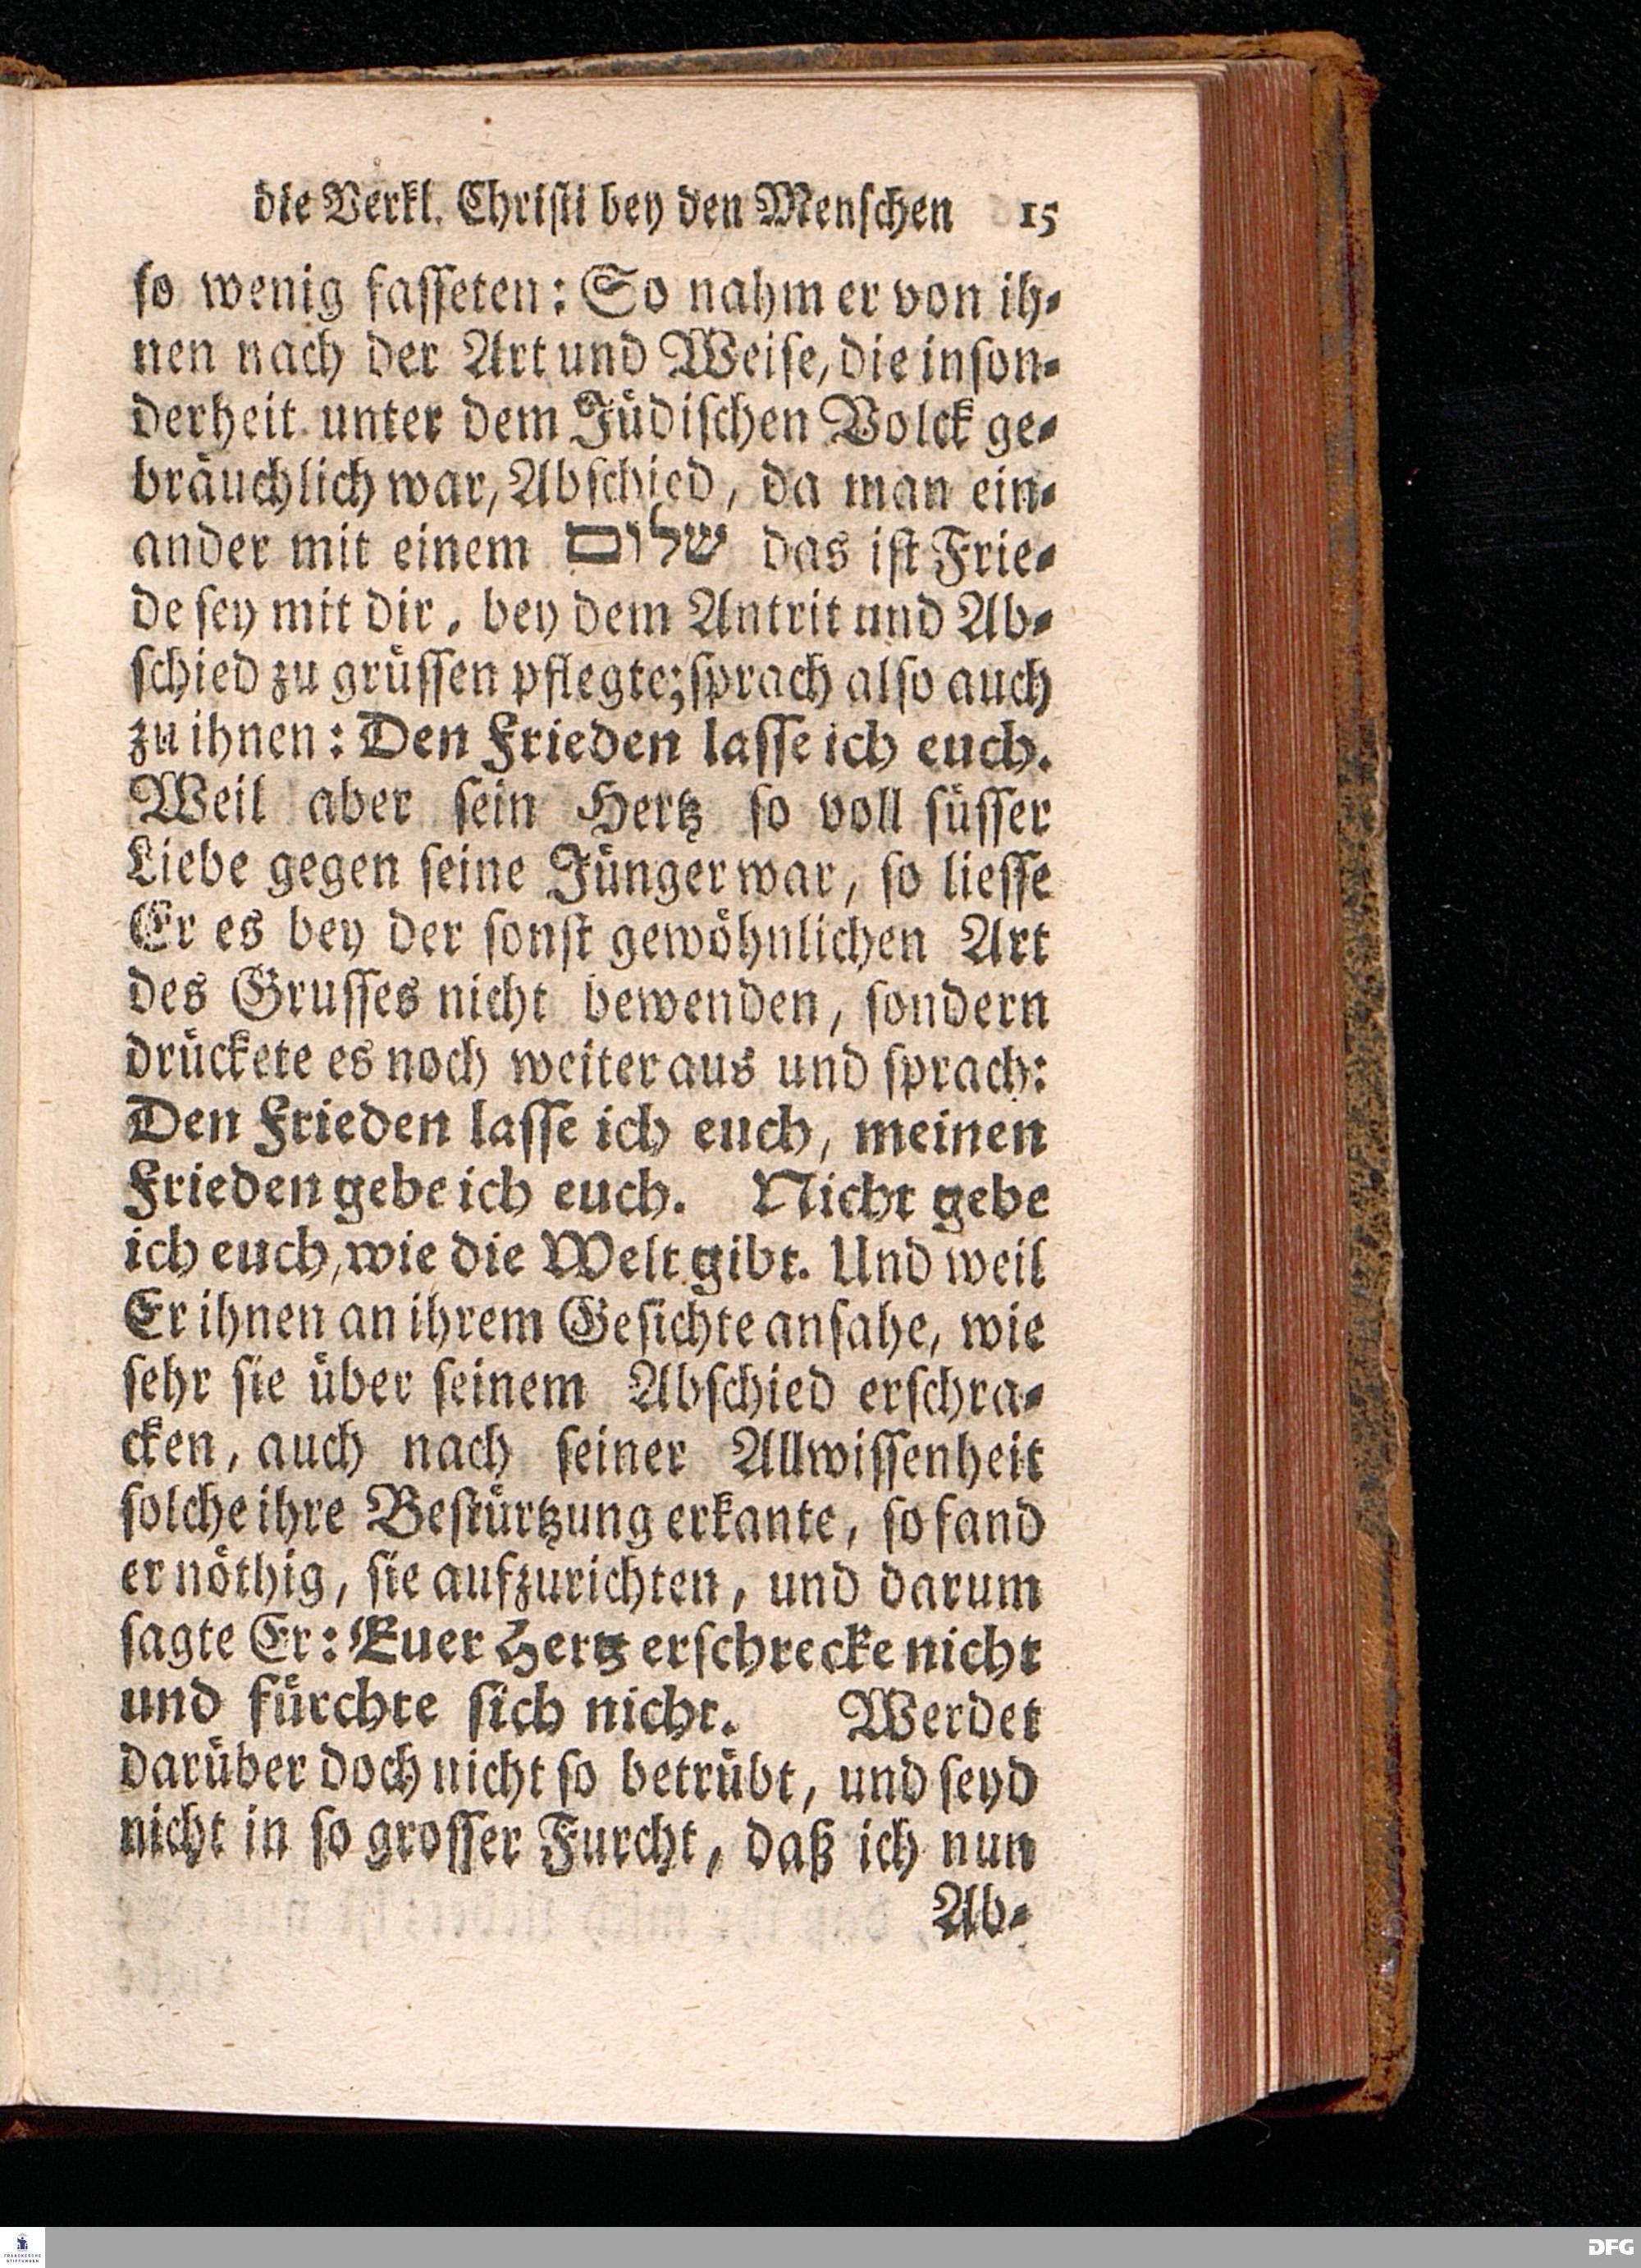 die Verkl. Chriſti bey den Menſchen 15
ſo wenig faſſeten: So nahm er von ih-
nen nach der Art und Weiſe, die inſon-
derheit unter dem Jüdiſchen Volck ge-
bräuchlich war, Abſchied, da man ein-
ander mit einem שלום das iſt Frie-
de ſey mit dir, bey dem Antrit und Ab-
ſchied zu grüſſen pflegte; ſprach alſo auch
zu ihnen: Den Frieden laſſe ich euch.
Weil aber ſein Hertz ſo voll ſüſſer
Liebe gegen ſeine Jünger war, ſo lieſſe
Er es bey der ſonſt gewöhnlichen Art
des Gruſſes nicht bewenden, ſondern
drückete es noch weiter aus und ſprach:
Den Frieden laſſe ich euch, meinen
Frieden gebe ich euch. Nicht gebe
ich euch, wie die Welt gibt. Und weil
Er ihnen an ihrem Geſichte anſahe, wie
ſehr ſie über ſeinem Abſchied erſchra-
cken, auch nach ſeiner Allwiſſenheit
ſolche ihre Beſtürtzung erkante, ſo fand
er nöthig, ſie aufzurichten, und darum
ſagte Er: Euer Hertz erſchrecke nicht
und fürchte ſich nicht. Werdet
darüber doch nicht ſo betrübt, und ſeyd
nicht in ſo groſſer Furcht, daß ich nun
Ab-
FRANCKESCHE
STIFTUNGEN
DFG